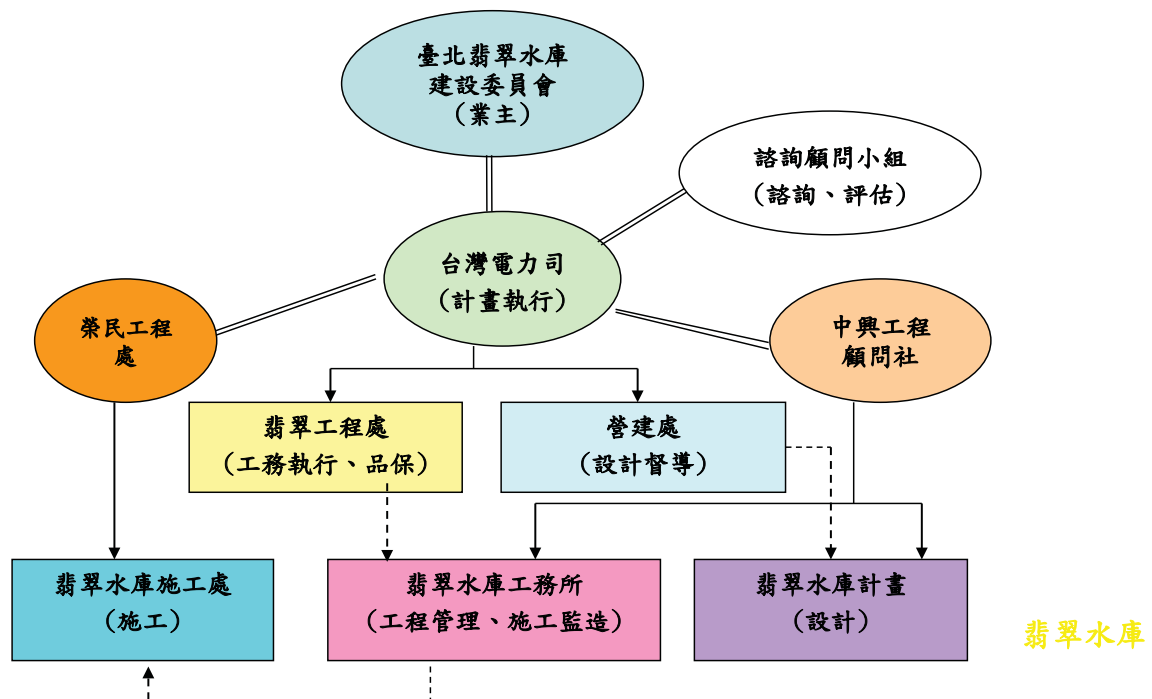 臺北翡翠水庫
建設委員會
(業主)
諮詢顧問小組
(諮詢、評估)
台灣電力司
(計畫執行)
榮民工程
處
中興工程
顧問社
翡翠工程處
(工務執行、品保)
營建處
(設計督導)
翡翠水庫施工處
(施工)
翡翠水庫工務所
(工程管理、施工監造)
翡翠水庫計畫
(設計)
翡翠水庫